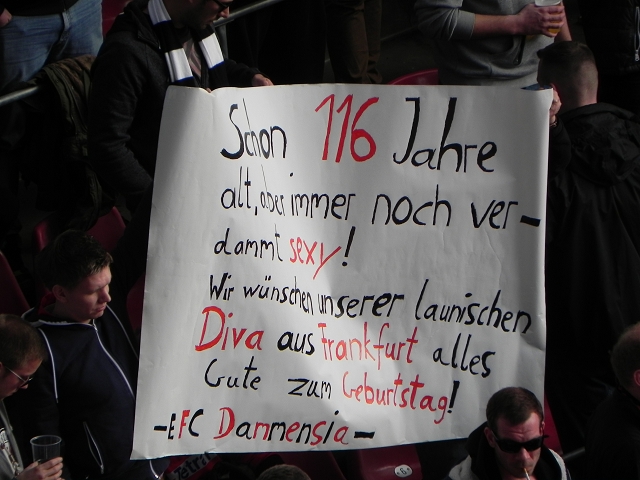 Schon 116 Jahre
alt, aber immer noch ver-
dammt sexy!
Wir wünschen unserer launischen
Diva aus Frankfurt alles
Gute zum Geburtstag!
-EFC Dammensia-